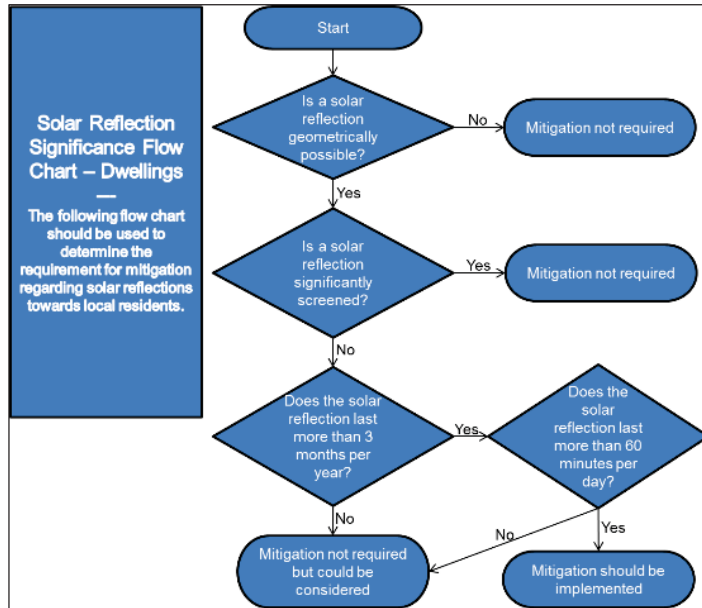 Solar Reflection
Significance Flow
Chart – Dwellings
—
The following flow chart
should be used to
determine the
requirement for mitigation
regarding solar reflections
towards local residents.
Start
Is a solar
reflection
geometrically
possible?
No
Mitigation not required
Yes
Is a solar
reflection
significantly
screened?
Yes
Mitigation not required
No
Does the solar
reflection last
more than 3
months per
year?
Yes
Does the
solar
reflection last
more than 60
minutes per
day?
No
No
Yes
Mitigation not required
but could be
considered
Mitigation should be
implemented